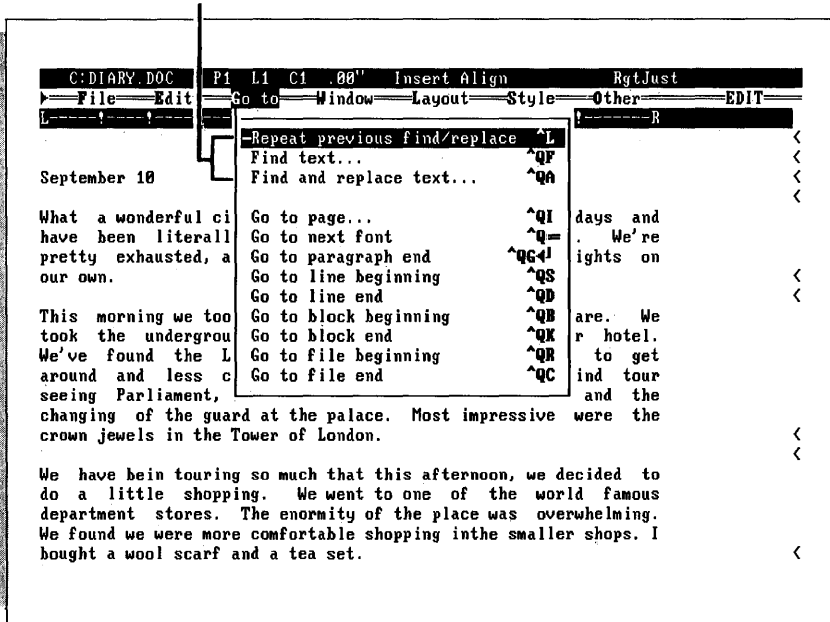 C:DIARY.DOC P1 L1 C1 .00" Insert Align RgtJust
File Edit Go to Window Layout Style Other EDIT
L-----!-----!----- !--------R
Repeat previous find/replace ^L <
Find text... ^QF <
September 10 Find and replace text... ^QA <
<
What a wonderful ci Go to page... ^QI days and
have been literall Go to next font ^Q= . We're
pretty exhausted, a Go to paragraph end ^QG↵ ights on
our own. Go to line beginning ^QS <
Go to line end ^QD <
This morning we too Go to block beginning ^QB are. We
took the undergrou Go to block end ^QK r hotel.
We've found the L Go to file beginning ^QR to get
around and less c Go to file end ^QC ind tour
seeing Parliament, and the
changing of the guard at the palace. Most impressive were the
crown jewels in the Tower of London. <
<
We have bein touring so much that this afternoon, we decided to
do a little shopping. We went to one of the world famous
department stores. The enormity of the place was overwhelming.
We found we were more comfortable shopping inthe smaller shops. I
bought a wool scarf and a tea set. <